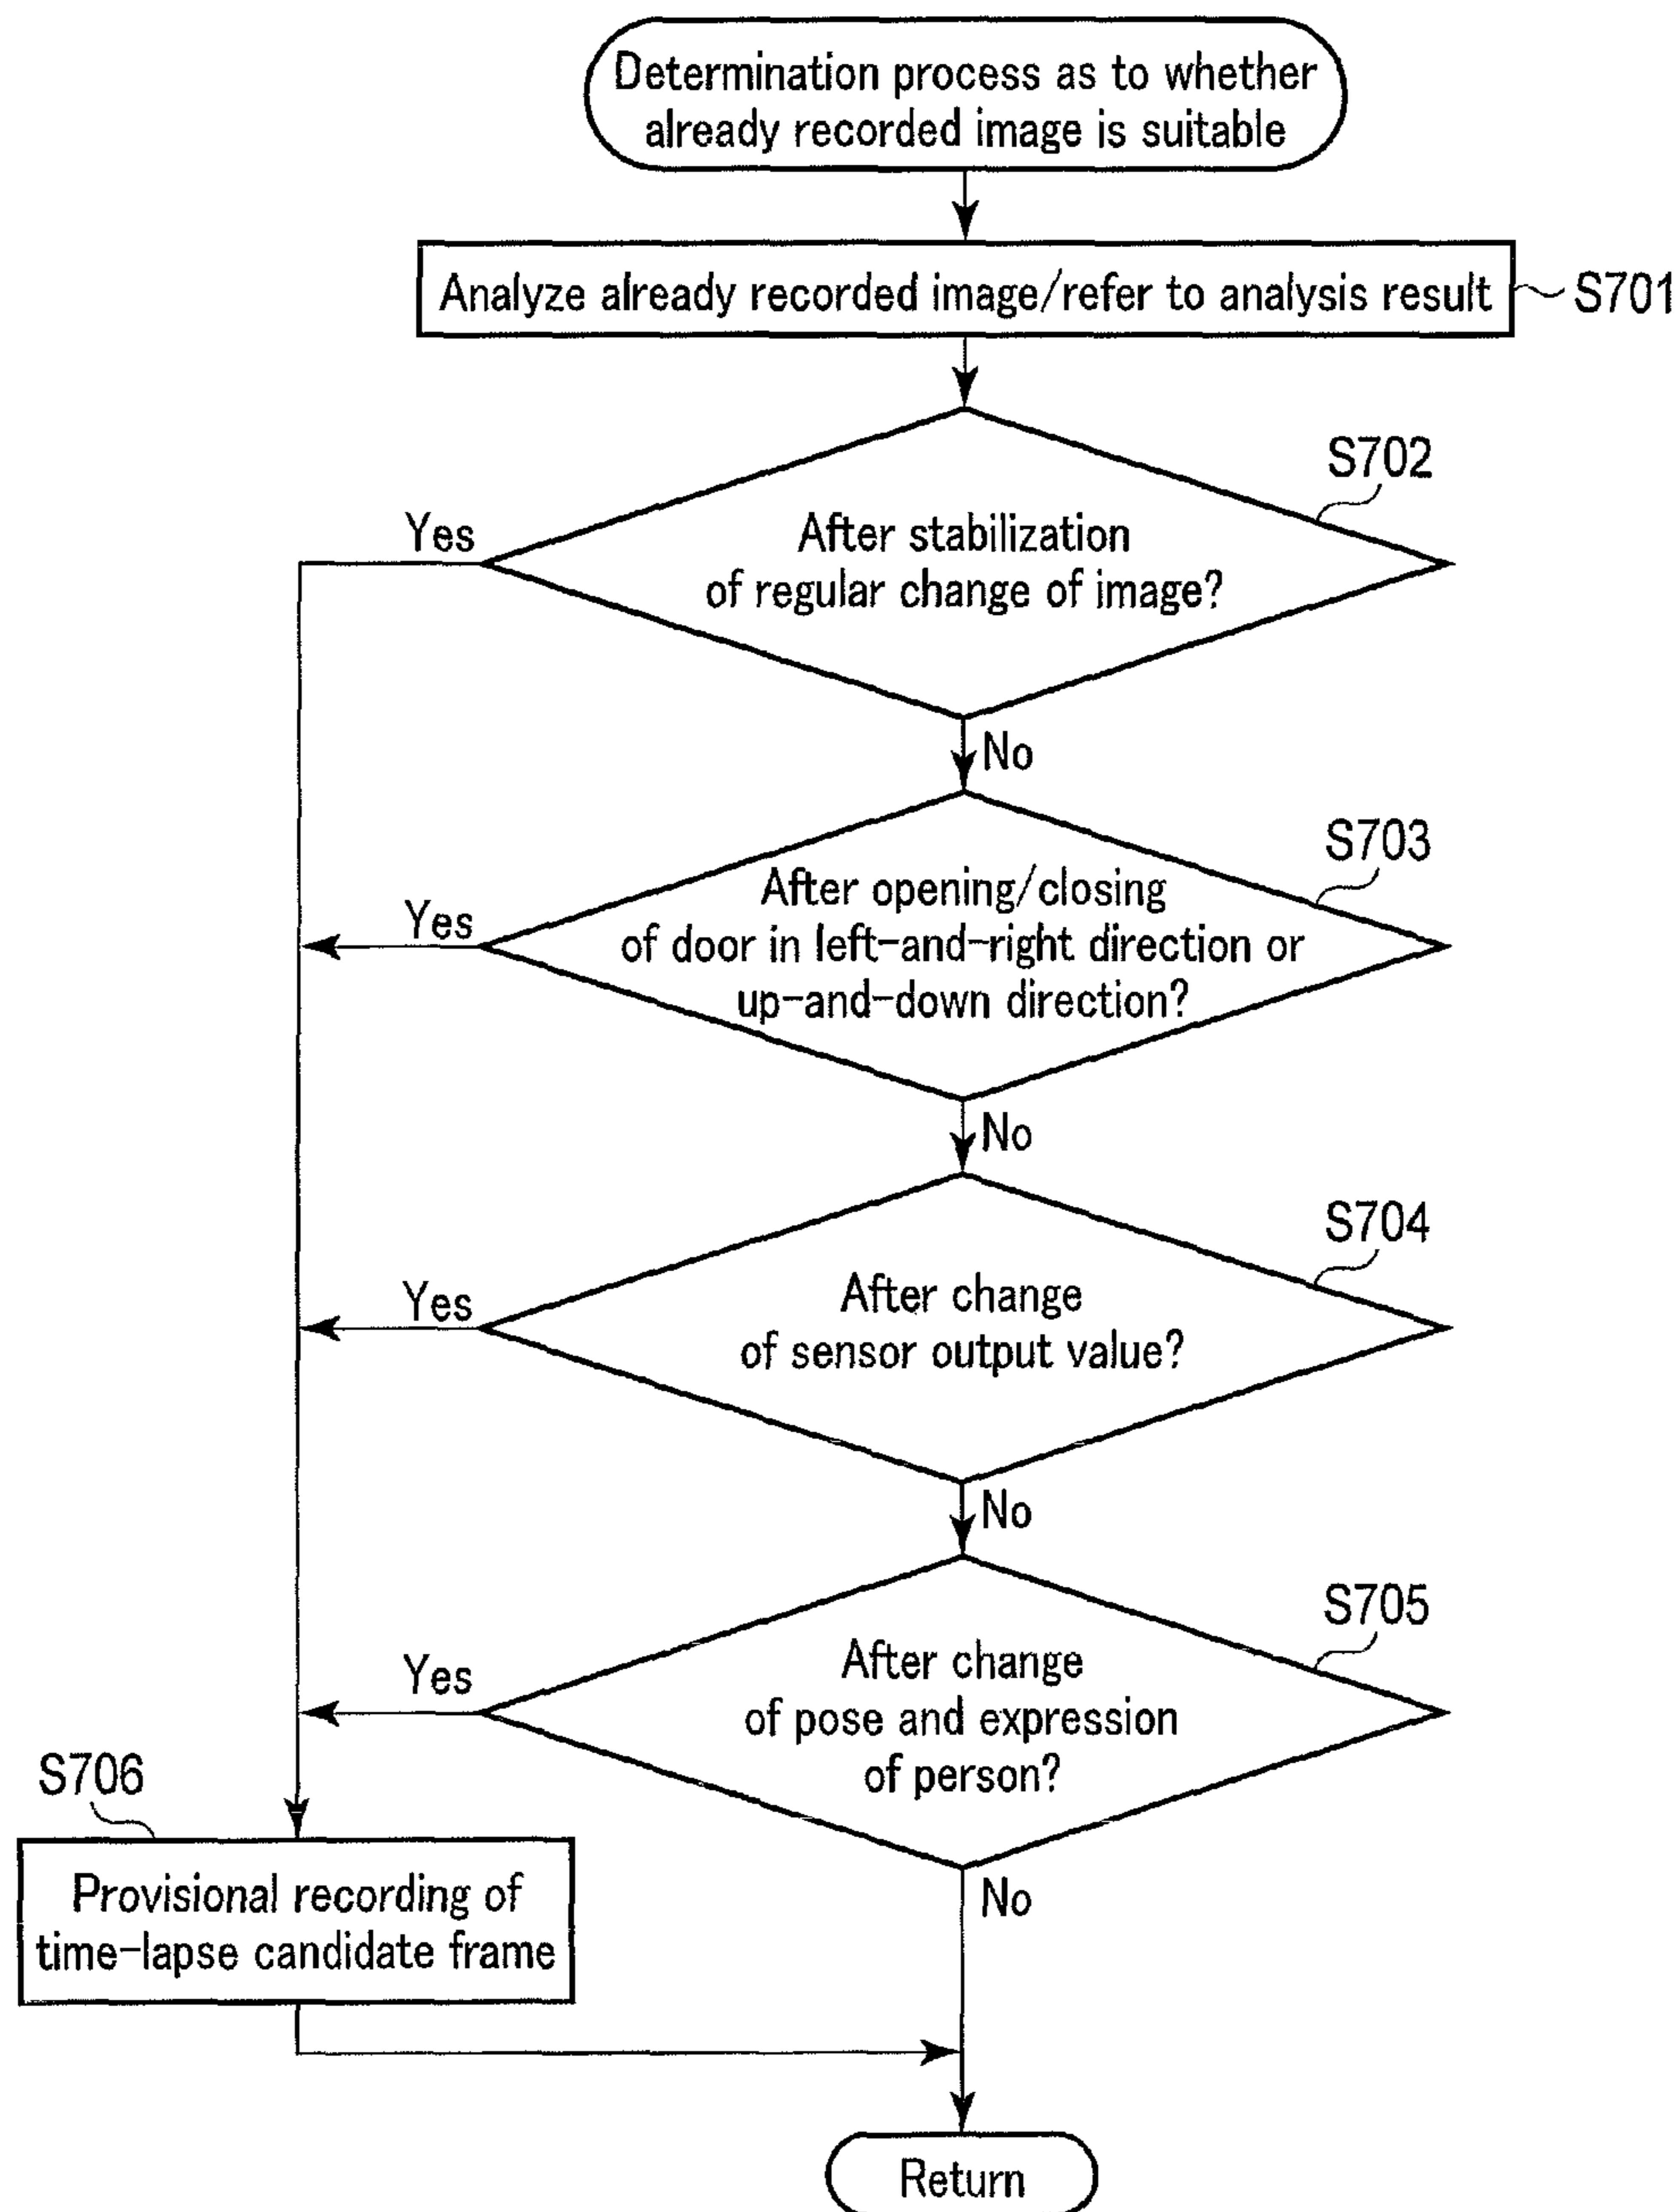 Determination process as to whether
already recorded image is suitable
Analyze already recorded image/refer to analysis result
S701
S702
After stabilization
of regular change of image?
Yes
No
S703
After opening/closing
of door in left-and-right direction or
up-and-down direction?
Yes
No
S704
After change
of sensor output value?
Yes
No
S705
After change
of pose and expression
of person?
Yes
No
S706
Provisional recording of
time-lapse candidate frame
Return